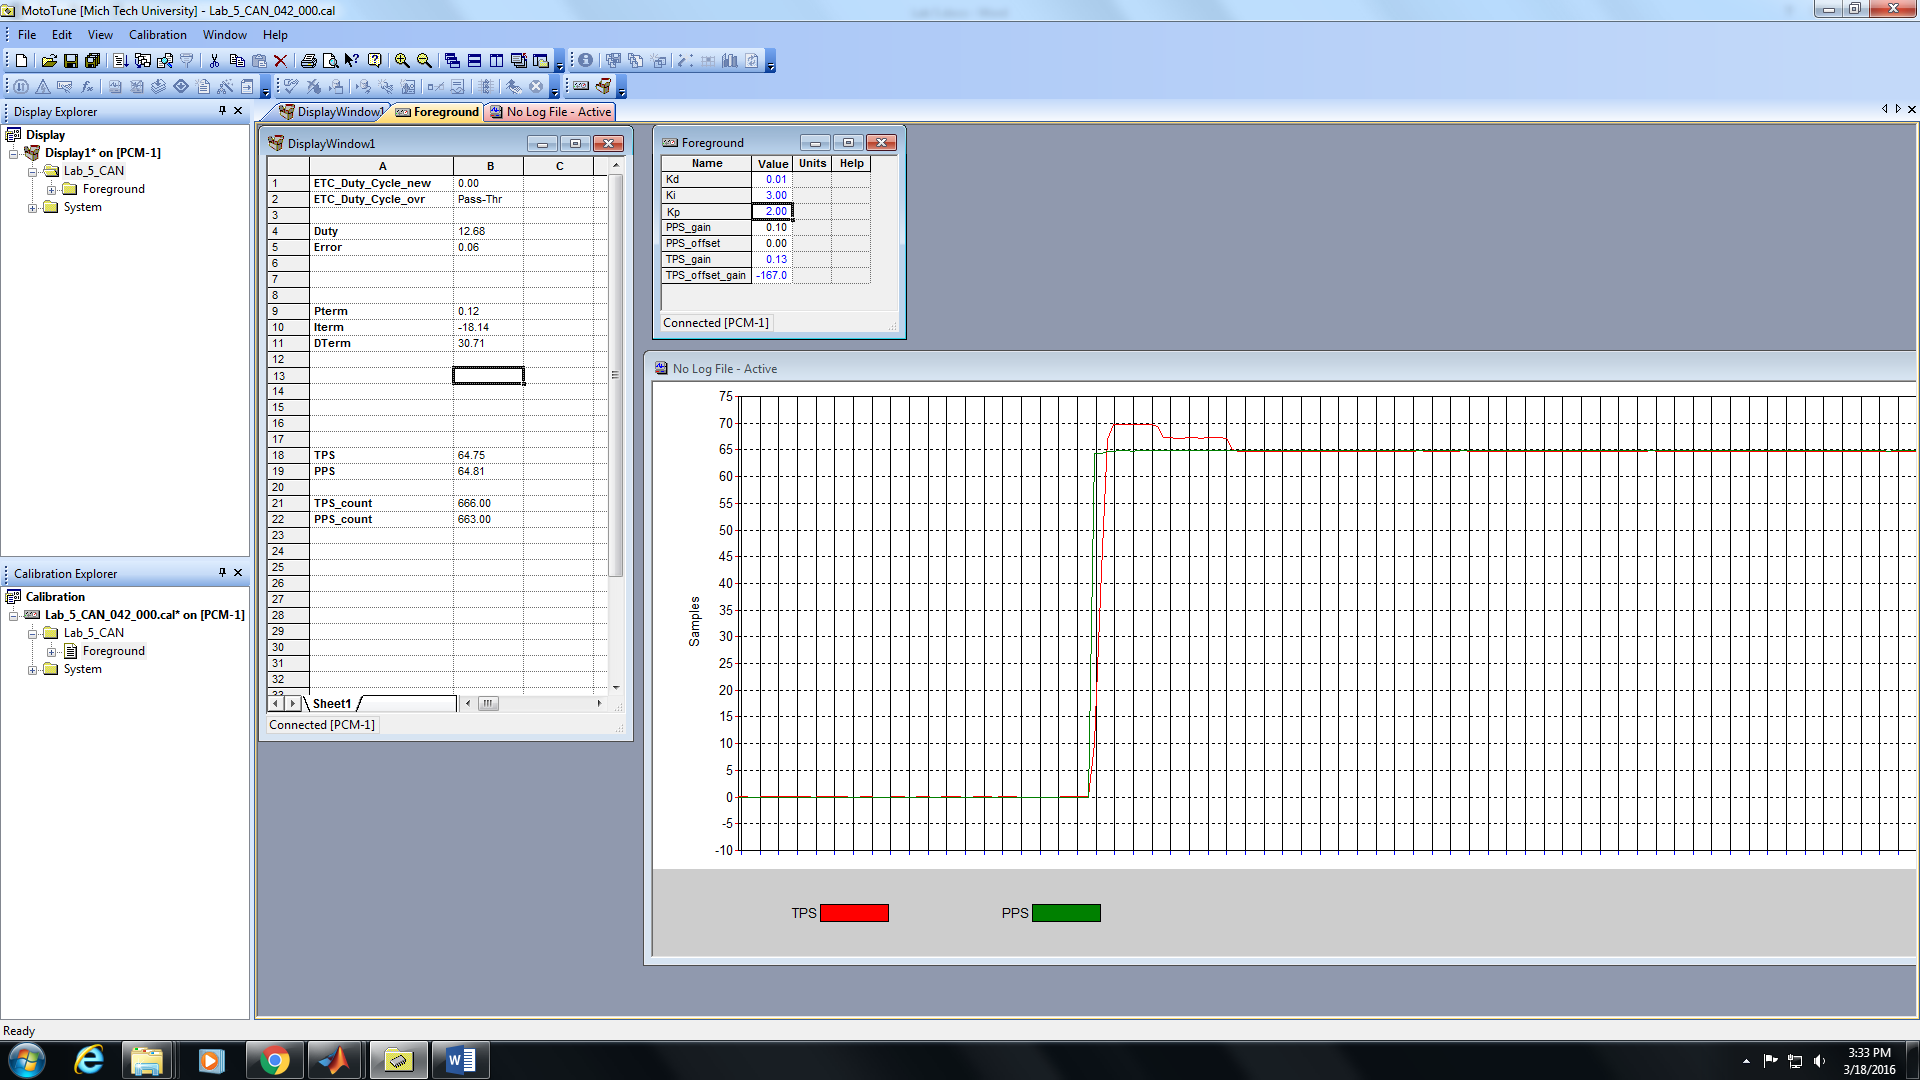 MotoTune [Mich Tech University] - Lab_5_CAN_042_000.cal
File Edit View Calibration Window Help
Display Explorer
Display
Display1* on [PCM-1]
Lab_5_CAN
Foreground
System
Calibration Explorer
Calibration
Lab_5_CAN_042_000.cal* on [PCM-1]
Lab_5_CAN
Foreground
System
DisplayWindow1 Foreground No Log File - Active
DisplayWindow1
A B C
1 ETC_Duty_Cycle_new 0.00
2 ETC_Duty_Cycle_ovr Pass-Thr
3
4 Duty 12.68
5 Error 0.06
6
7
8
9 Pterm 0.12
10 Iterm -18.14
11 DTerm 30.71
12
13
14
15
16
17
18 TPS 64.75
19 PPS 64.81
20
21 TPS_count 666.00
22 PPS_count 663.00
23
24
25
26
27
28
29
30
31
32
Sheet1
Connected [PCM-1]
Foreground
Name Value Units Help
Kd 0.01
Ki 3.00
Kp 2.00
PPS_gain 0.10
PPS_offset 0.00
TPS_gain 0.13
TPS_offset_gain -167.0
Connected [PCM-1]
No Log File - Active
75
70
65
60
55
50
45
40
35
30
25
20
15
10
5
0
-5
-10
Samples
TPS PPS
Ready
3:33 PM
3/18/2016